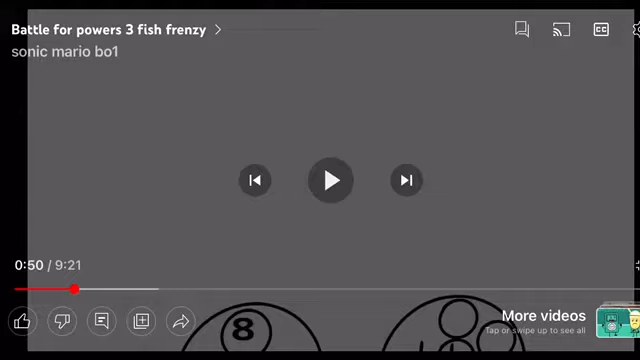 Battle for powers 3 fish frenzy
sonic mario bo1
CC
0:50 / 9:21
8
More videos
Tap or swipe up to see all